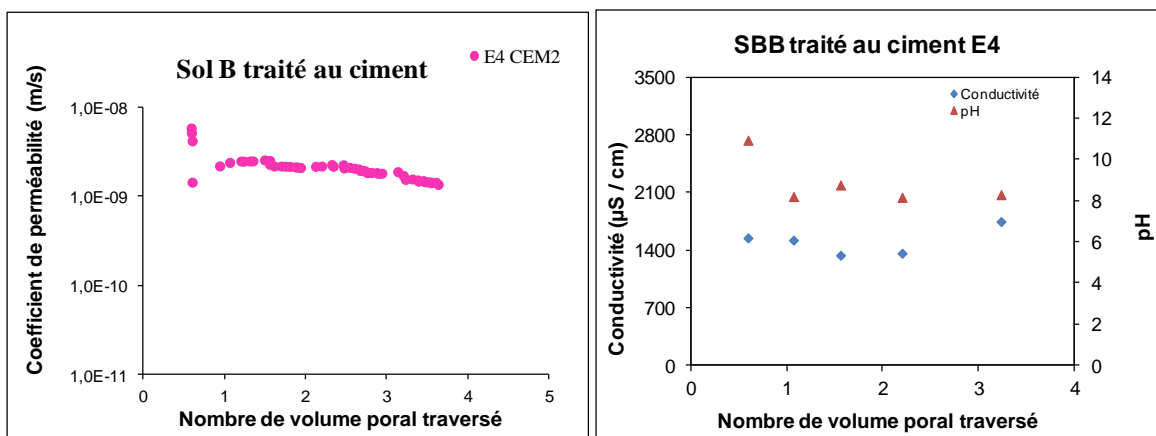 Sol B traité au ciment
E4 CEM2
Coefficient de perméabilité (m/s)
1,0E-08
1,0E-09
1,0E-10
1,0E-11
0 1 2 3 4 5
Nombre de volume poral traversé
SBB traité au ciment E4
Conductivité
pH
Conductivité (µS / cm)
3500
2800
2100
1400
700
0
14
12
10
8
6
4
2
0
pH
0 1 2 3 4
Nombre de volume poral traversé